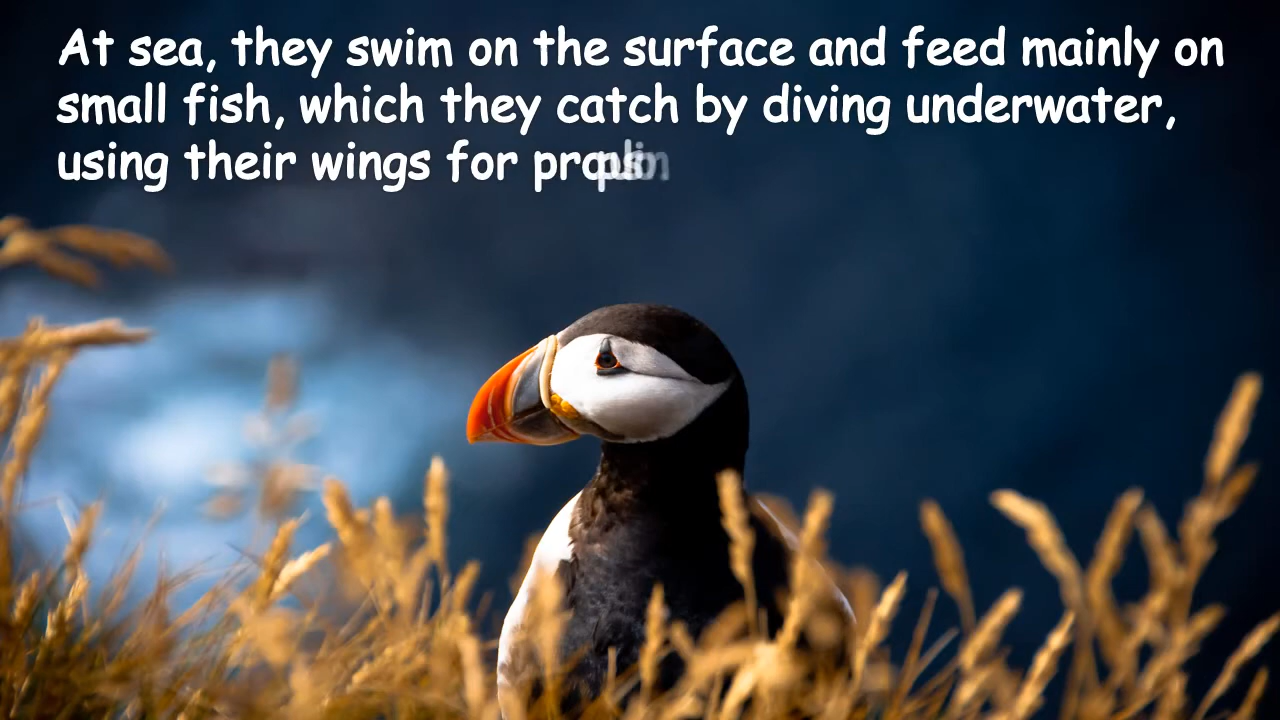 At sea, they swim on the surface and feed mainly on
small fish, which they catch by diving underwater,
using their wings for